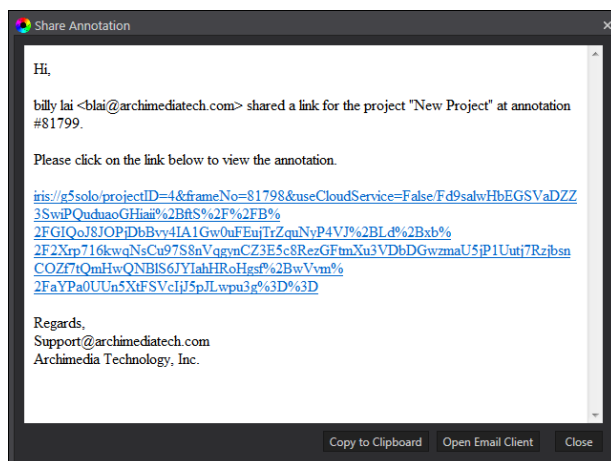 Share Annotation
Hi,
billy lai <blai@archimediatech.com> shared a link for the project "New Project" at annotation
#81799.
Please click on the link below to view the annotation.
iris://g5solo/projectID=4&frameNo=81798&useCloudService=False/Fd9salwHbEGSVaDZZ
3SwiPQuduaoGHiaii%2BftS%2F%2FB%
2FGIQoJ8JOPjDbBvy4IA1Gw0uFEujTrZquNyP4VJ%2BLd%2Bxb%
2F2Xrp716kwqNsCu97S8nVqgynCZ3E5c8RezGFtmXu3VDbDGwzmaU5jP1Uutj7Rzjbsn
COZf7tQmHwQNBlS6JYIahHRoHgsf%2BwVvm%
2FaYPa0UUn5XtFSVcIjJ5pJLwpu3g%3D%3D
Regards,
Support@archimediatech.com
Archimedia Technology, Inc.
Copy to Clipboard Open Email Client Close